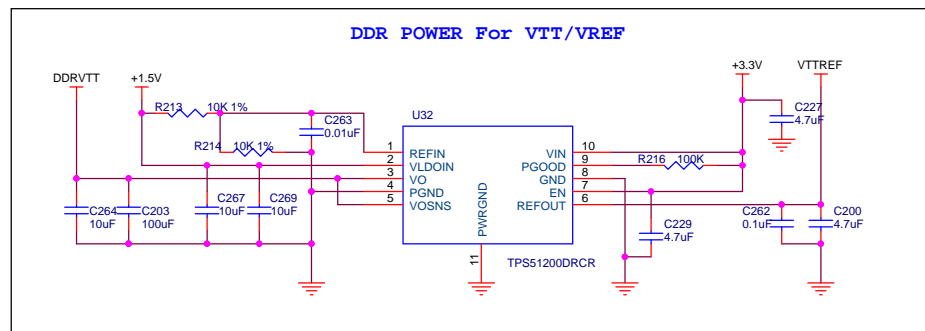 DDR POWER For VTT/VREF
DDRVTT
+1.5V
+3.3V
VTTREF
R213
10K 1%
C263
0.01uF
C227
4.7uF
U32
R214
10K 1%
1 REFIN
2 VLDOIN
3 VO
4 PGND
5 VOSNS
VIN 10
PGOOD 9
GND 8
EN 7
REFOUT 6
PWRGND
11
R216
100K
C264
10uF
C203
100uF
C267
10uF
C269
10uF
C229
4.7uF
C262
0.1uF
C200
4.7uF
TPS51200DRCR